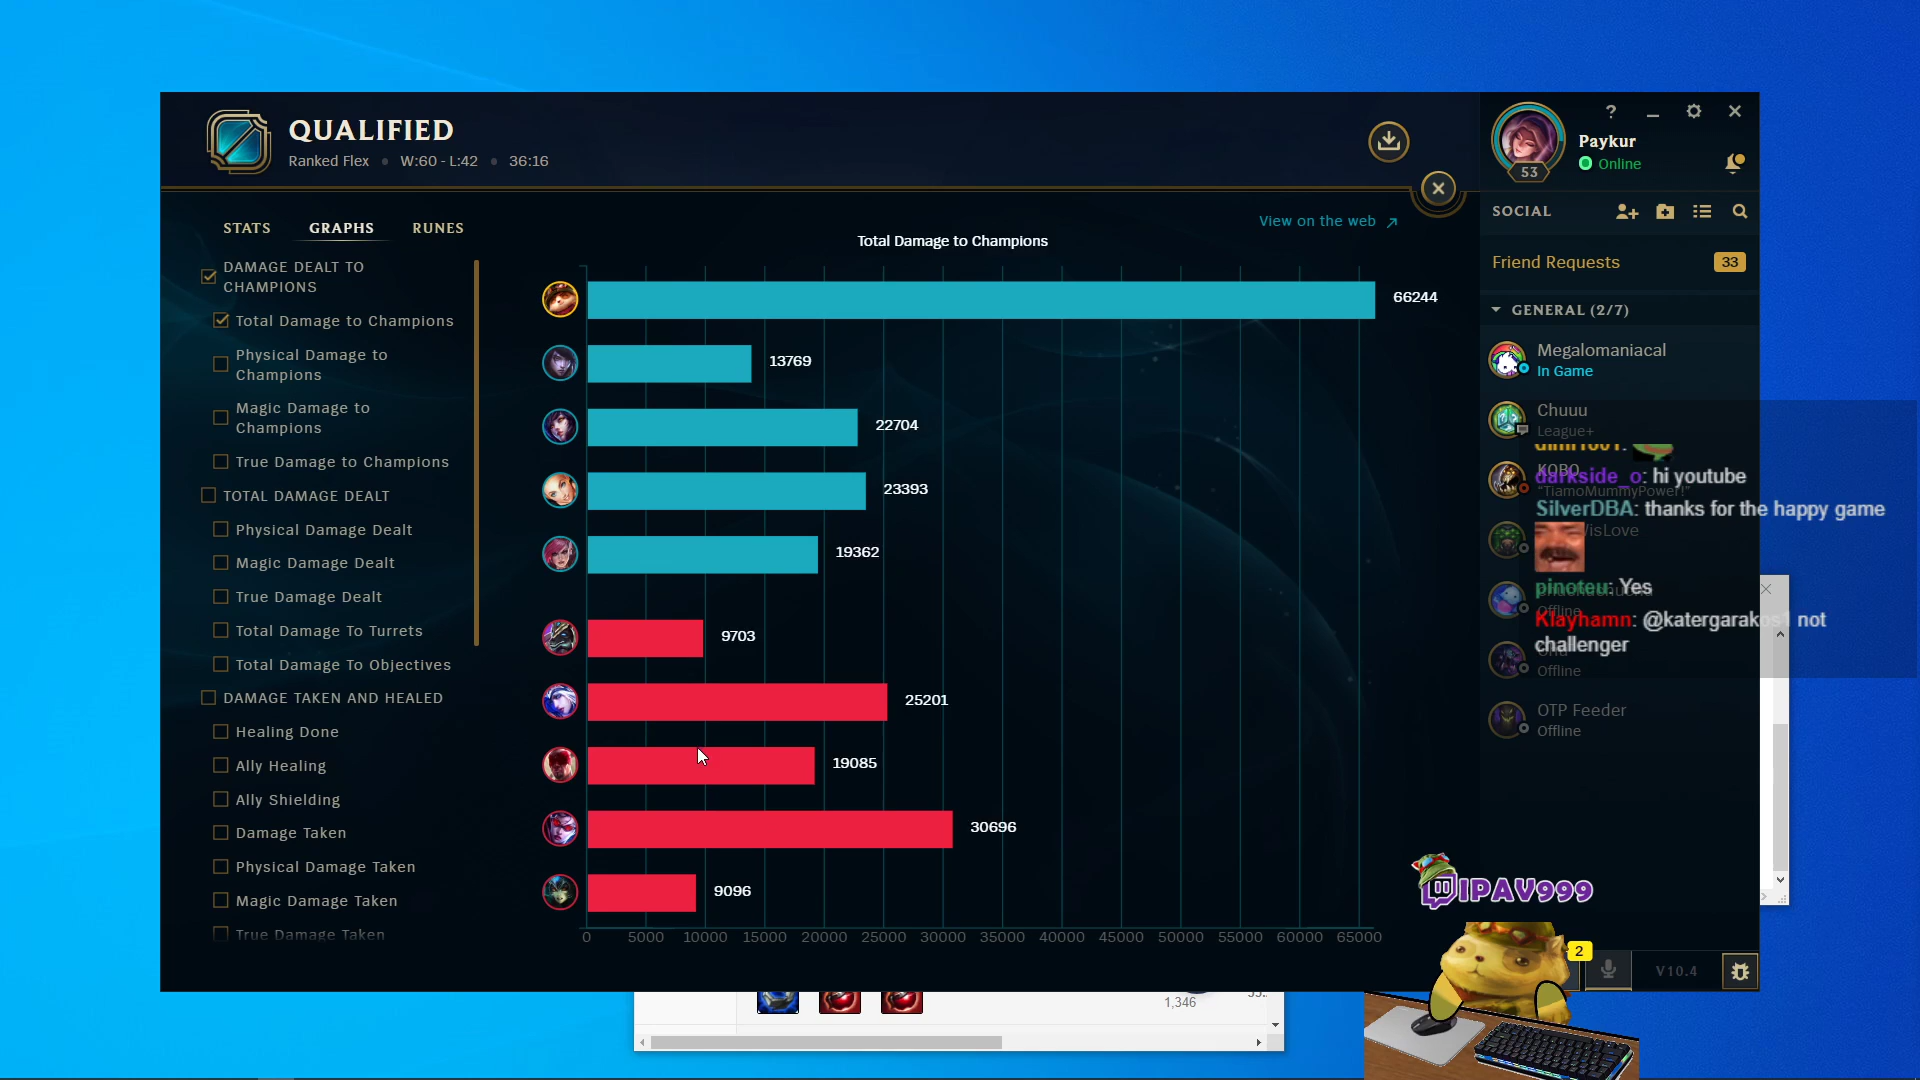 QUALIFIED
Ranked Flex • W:60 - L:42 • 36:16
STATS GRAPHS RUNES
View on the web
Total Damage to Champions
DAMAGE DEALT TO
CHAMPIONS
Total Damage to Champions
Physical Damage to
Champions
Magic Damage to
Champions
True Damage to Champions
TOTAL DAMAGE DEALT
Physical Damage Dealt
Magic Damage Dealt
True Damage Dealt
Total Damage To Turrets
Total Damage To Objectives
DAMAGE TAKEN AND HEALED
Healing Done
Ally Healing
Ally Shielding
Damage Taken
Physical Damage Taken
Magic Damage Taken
True Damage Taken
66244
13769
22704
23393
19362
9703
25201
19085
30696
9096
0 5000 10000 15000 20000 25000 30000 35000 40000 45000 50000 55000 60000 65000
53
Paykur
Online
?
SOCIAL
Friend Requests 33
GENERAL (2/7)
Megalomaniacal
In Game
Chuuu
League+
KOBO
"TiamoMummyPower!"
darkside_o: hi youtube
SilverDBA: thanks for the happy game
isLove
pinoteu: Yes
Offline
Klayhamn: @katergarakos1 not
challenger
Offline
OTP Feeder
Offline
IPAV999
2
V10.4
1,346